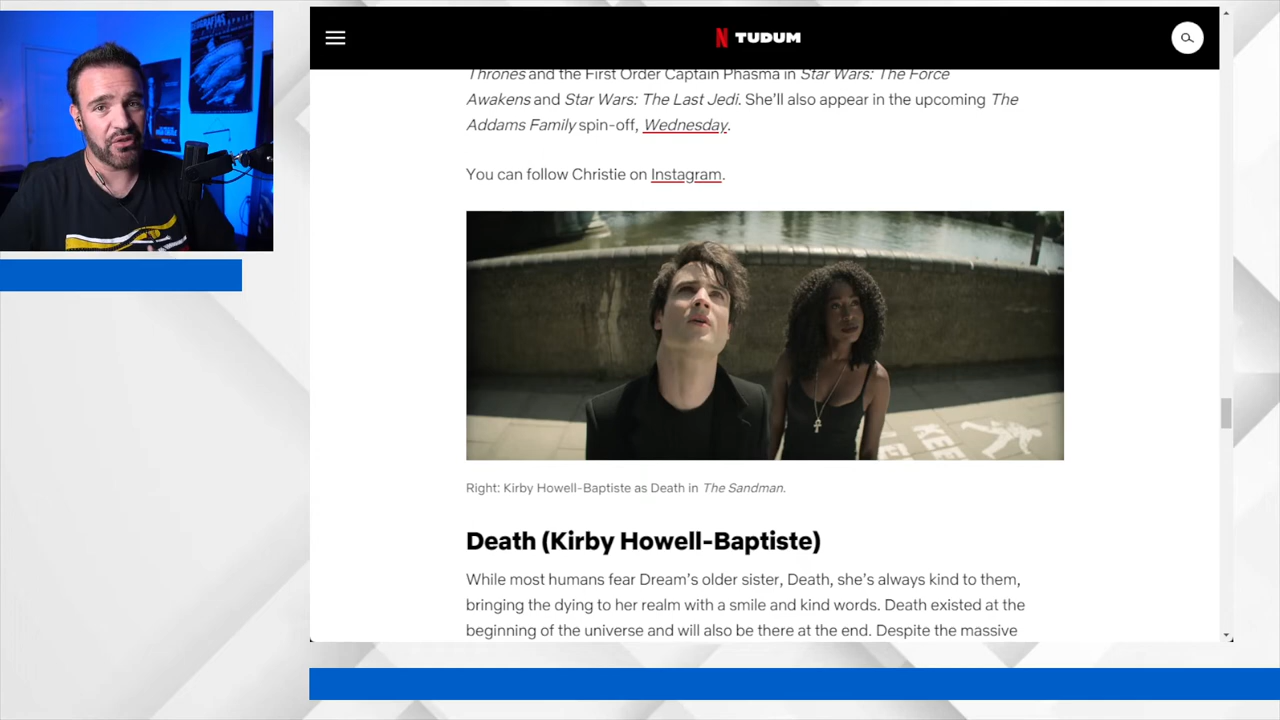 N TUDUM
Thrones and the First Order Captain Phasma in Star Wars: The Force
Awakens and Star Wars: The Last Jedi. She’ll also appear in the upcoming The
Addams Family spin-off, Wednesday.
You can follow Christie on Instagram.
KEE
Right: Kirby Howell-Baptiste as Death in The Sandman.
Death (Kirby Howell-Baptiste)
While most humans fear Dream’s older sister, Death, she’s always kind to them,
bringing the dying to her realm with a smile and kind words. Death existed at the
beginning of the universe and will also be there at the end. Despite the massive